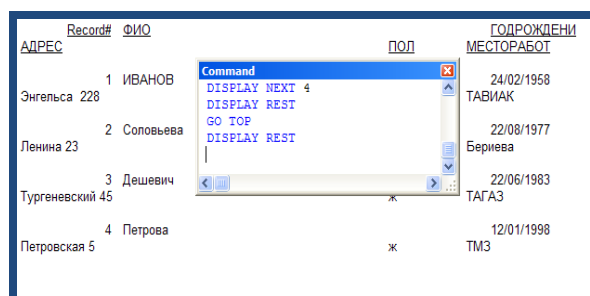 Record# ФИО ГОДРОЖДЕНИ
АДРЕС ПОЛ МЕСТОРАБОТ
1 ИВАНОВ 24/02/1958
Энгельса 228 ТАВИАК
2 Соловьева 22/08/1977
Ленина 23 Бериева
3 Дешевич 22/06/1983
Тургеневский 45 ж ТАГАЗ
4 Петрова 12/01/1998
Петровская 5 ж ТМЗ
Command
DISPLAY NEXT 4
DISPLAY REST
GO TOP
DISPLAY REST